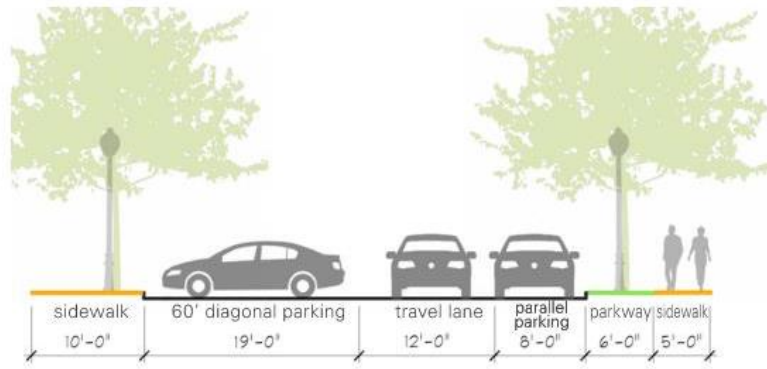 sidewalk 60' diagonal parking travel lane parallel parking parkway sidewalk
10'-0" 19'-0" 12'-0" 8'-0" 6'-0" 5'-0"